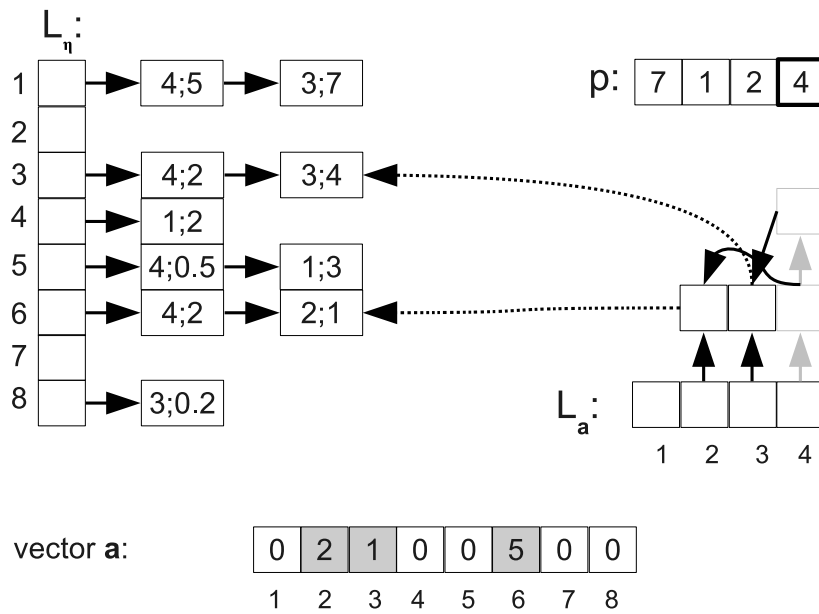 L_η:
p: 7 1 2 4
1 4;5 3;7
2
3 4;2 3;4
4 1;2
5 4;0.5 1;3
6 4;2 2;1
7
8 3;0.2
L_a:
1 2 3 4
vector a: 0 2 1 0 0 5 0 0
1 2 3 4 5 6 7 8